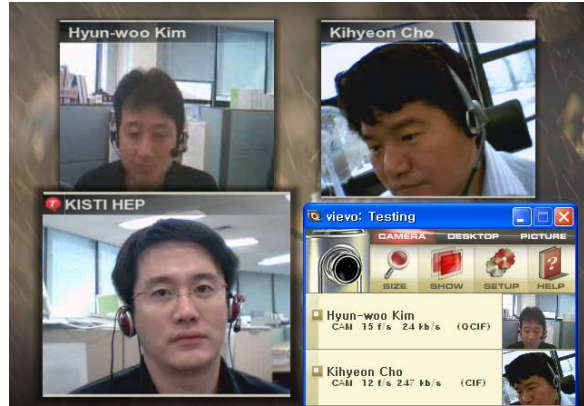 Hyun-woo Kim
Kihyeon Cho
T KISTI HEP
vievo: Testing
CAMERA DESKTOP PICTURE
SIZE SHOW SETUP HELP
Hyun-woo Kim
CAM 15 f/s 24 kb/s (QCIF)
Kihyeon Cho
CAM 12 f/s 247 kb/s (CIF)